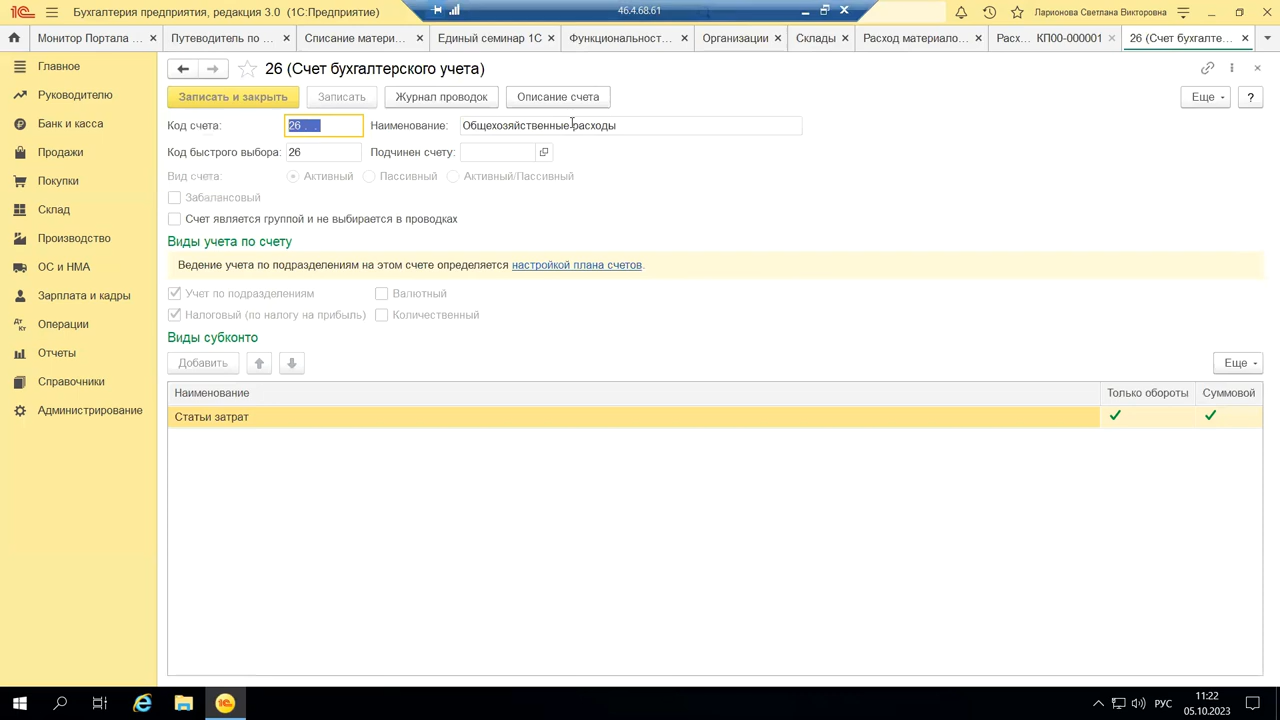 Бухгалтерия предприятия, редакция 3.0 (1С:Предприятие)
46.4.68.61
Ларионова Светлана Викторовна
Монитор Портала ...
Путеводитель по ...
Списание матери...
Единый семинар 1С
Функциональност...
Организации
Склады
Расход материало...
Расх... КП00-000001
26 (Счет бухгалте...
Главное
Руководителю
Банк и касса
Продажи
Покупки
Склад
Производство
ОС и НМА
Зарплата и кадры
Операции
Отчеты
Справочники
Администрирование
26 (Счет бухгалтерского учета)
Записать и закрыть
Записать
Журнал проводок
Описание счета
Еще
?
Код счета: 26 . . Наименование: Общехозяйственные расходы
Код быстрого выбора: 26 Подчинен счету:
Вид счета: Активный Пассивный Активный/Пассивный
Забалансовый
Счет является группой и не выбирается в проводках
Виды учета по счету
Ведение учета по подразделениям на этом счете определяется настройкой плана счетов.
Учет по подразделениям Валютный
Налоговый (по налогу на прибыль) Количественный
Виды субконто
Добавить
Еще
Наименование Только обороты Суммовой
Статьи затрат
РУС
11:22
05.10.2023